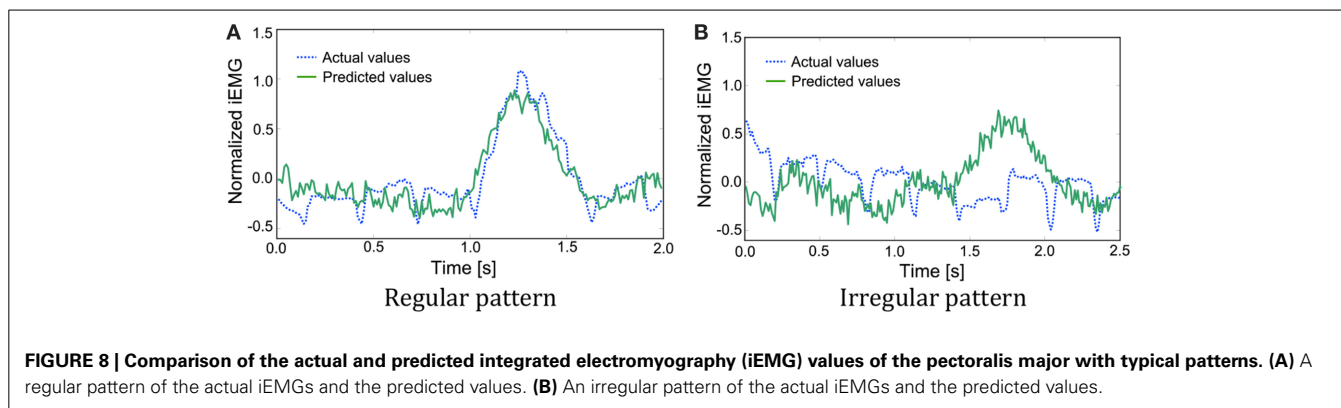 A
B
1.5
1.0
0.5
0.0
-0.5
Normalized iEMG
Actual values
Predicted values
0.0 0.5 1.0 1.5 2.0
Time [s]
Regular pattern
1.5
1.0
0.5
0.0
-0.5
Normalized iEMG
Actual values
Predicted values
0.0 0.5 1.0 1.5 2.0 2.5
Time [s]
Irregular pattern
FIGURE 8 | Comparison of the actual and predicted integrated electromyography (iEMG) values of the pectoralis major with typical patterns. (A) A
regular pattern of the actual iEMGs and the predicted values. (B) An irregular pattern of the actual iEMGs and the predicted values.